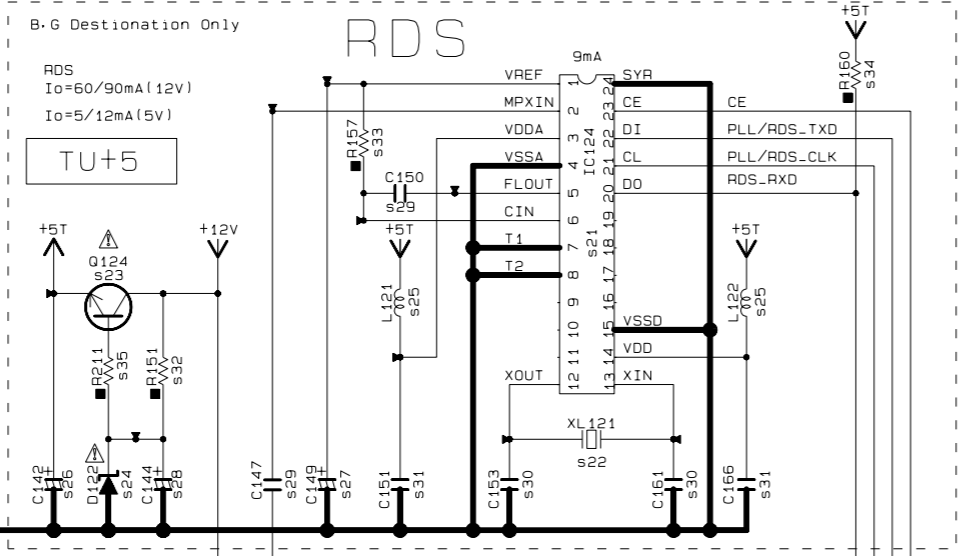 B.G Destionation Only
RDS
+5T
RDS
Io=60/90mA(12V)
Io=5/12mA(5V)
TU+5
9mA
R160
s34
VREF 1 24 SYR
MPXIN 2 23 CE CE
VDDA 3 22 DI PLL/RDS_TXD
VSSA 4 21 CL PLL/RDS_CLK
FLOUT 5 20 DO RDS_RXD
CIN 6 19
T1 7 18
T2 8 17
9 16
10 15 VSSD
11 14 VDD
XOUT 12 13 XIN
IC124
s21
R157
s33
C150
s29
+5T
+12V
Q124
s23
+5T
+5T
L121
s25
L122
s25
R211
s35
R151
s32
XL121
s22
C142
+
s26
D122
s24
C144
+
s28
C147
s29
C149
+
s27
C151
s31
C153
s30
C161
s30
C166
s31